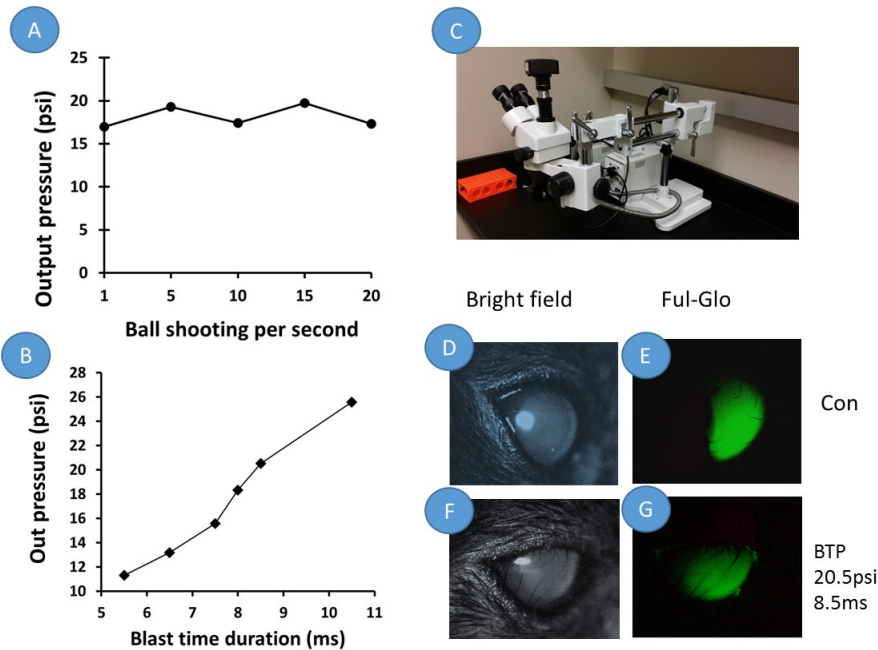 A
25
20
15
10
5
0
1 5 10 15 20
Output pressure (psi)
Ball shooting per second
B
28
26
24
22
20
18
16
14
12
10
5 6 7 8 9 10 11
Out pressure (psi)
Blast time duration (ms)
C
Bright field Ful-Glo
D
E
Con
F
G
BTP
20.5psi
8.5ms